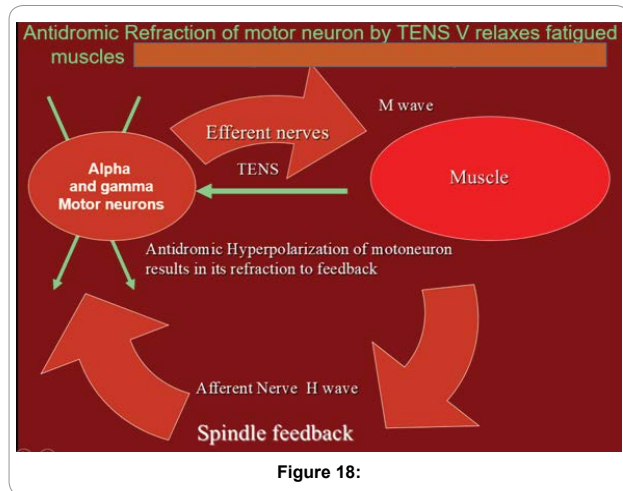 Antidromic Refraction of motor neuron by TENS V relaxes fatigued
muscles
M wave
Efferent nerves
TENS
Alpha
and gamma
Motor neurons
Muscle
Antidromic Hyperpolarization of motoneuron
results in its refraction to feedback
Afferent Nerve H wave
Spindle feedback
Figure 18: